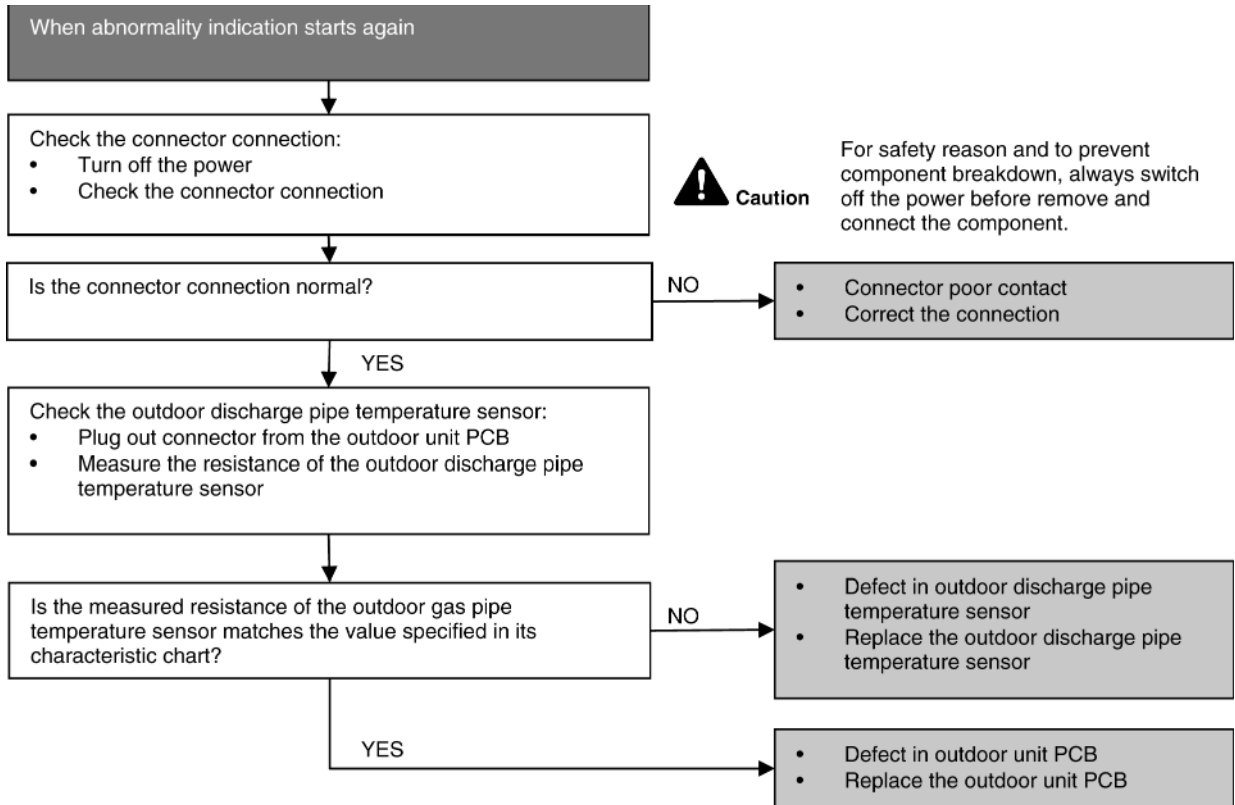 When abnormality indication starts again
Check the connector connection:
• Turn off the power
• Check the connector connection
Caution
For safety reason and to prevent
component breakdown, always switch
off the power before remove and
connect the component.
Is the connector connection normal?
NO
• Connector poor contact
• Correct the connection
YES
Check the outdoor discharge pipe temperature sensor:
• Plug out connector from the outdoor unit PCB
• Measure the resistance of the outdoor discharge pipe
temperature sensor
Is the measured resistance of the outdoor gas pipe
temperature sensor matches the value specified in its
characteristic chart?
NO
• Defect in outdoor discharge pipe
temperature sensor
• Replace the outdoor discharge pipe
temperature sensor
YES
• Defect in outdoor unit PCB
• Replace the outdoor unit PCB